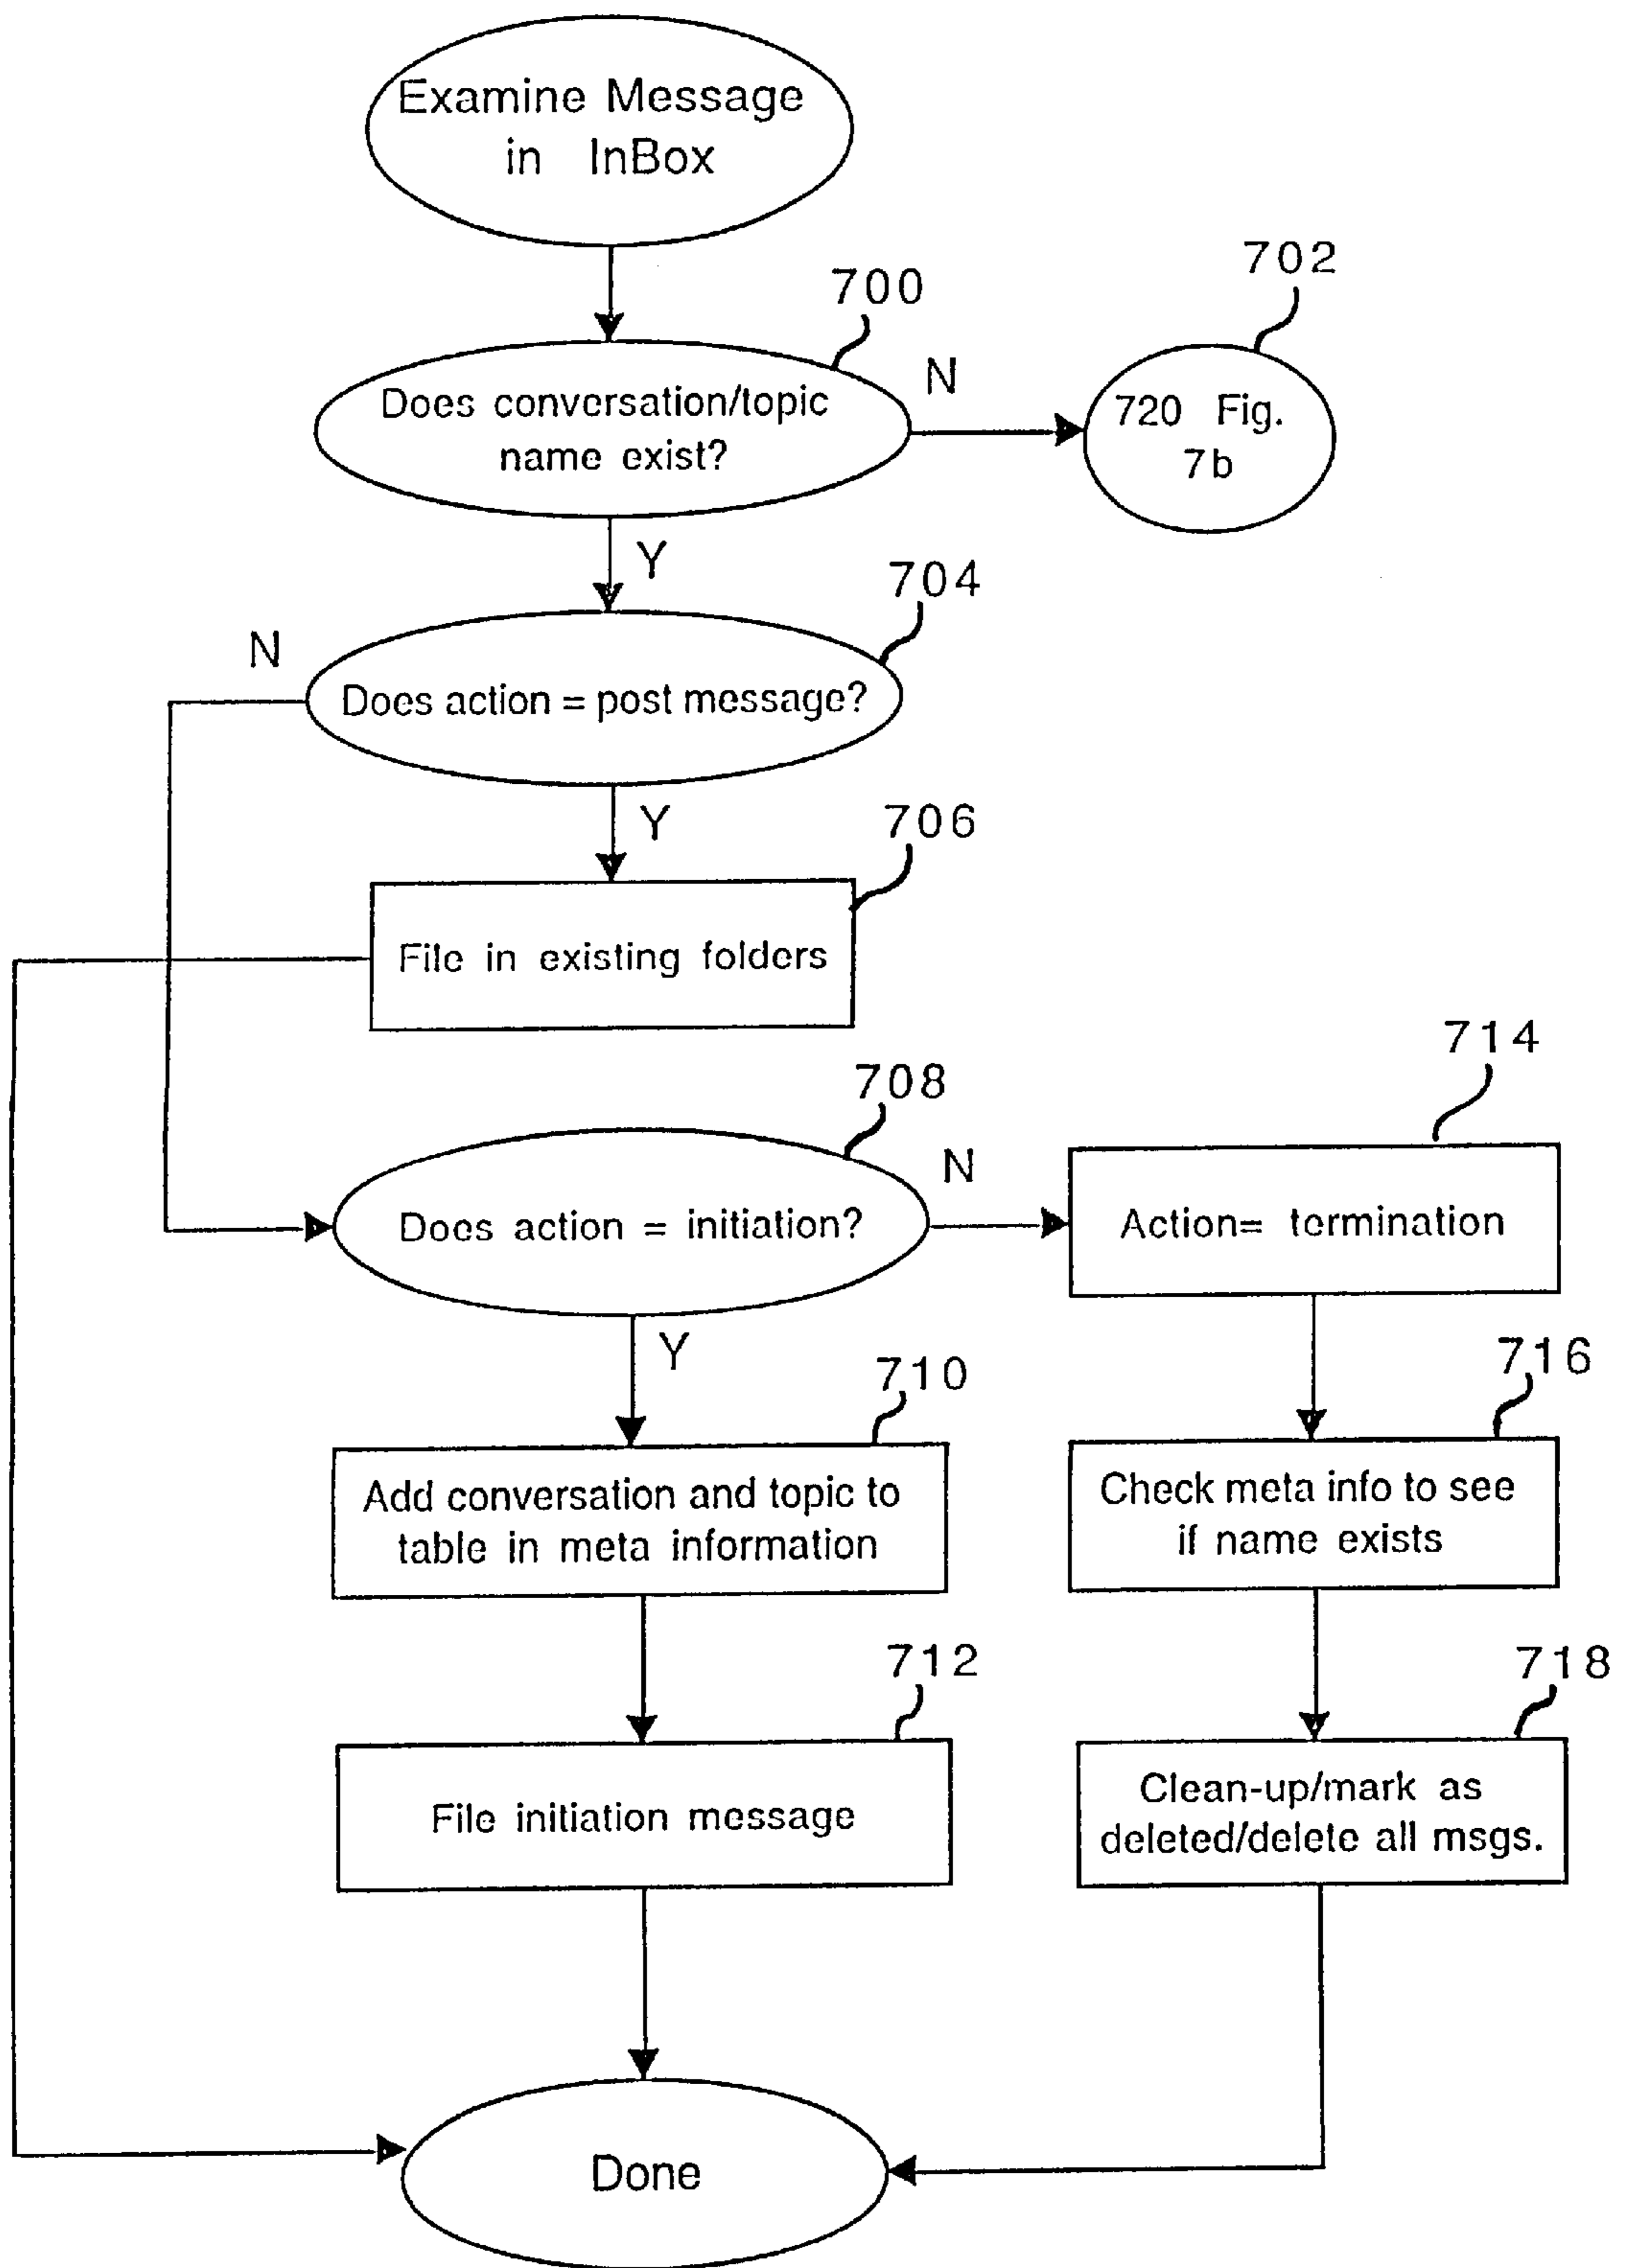 Examine Message
in InBox
700
702
Does conversation/topic
name exist?
N
720 Fig.
7b
Y
704
N
Does action = post message?
Y
706
File in existing folders
708
714
Does action = initiation?
N
Action= termination
Y
710
716
Add conversation and topic to
table in meta information
Check meta info to see
if name exists
712
718
File initiation message
Clean-up/mark as
deleted/delete all msgs.
Done